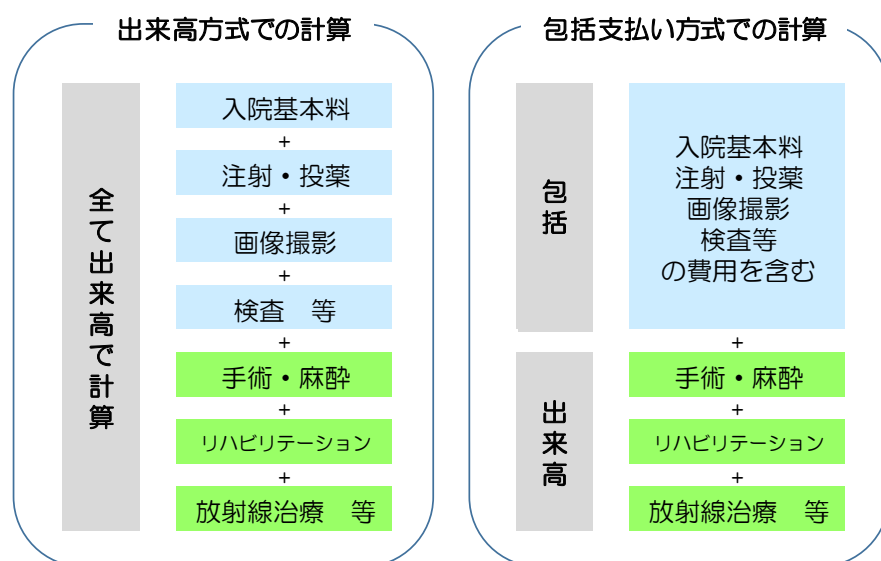 出来高方式での計算
全て出来高で計算
入院基本料
+
注射・投薬
+
画像撮影
+
検査　等
+
手術・麻酔
+
リハビリテーション
+
放射線治療　等
包括支払い方式での計算
包括
入院基本料
注射・投薬
画像撮影
検査等
の費用を含む
+
出来高
手術・麻酔
+
リハビリテーション
+
放射線治療　等